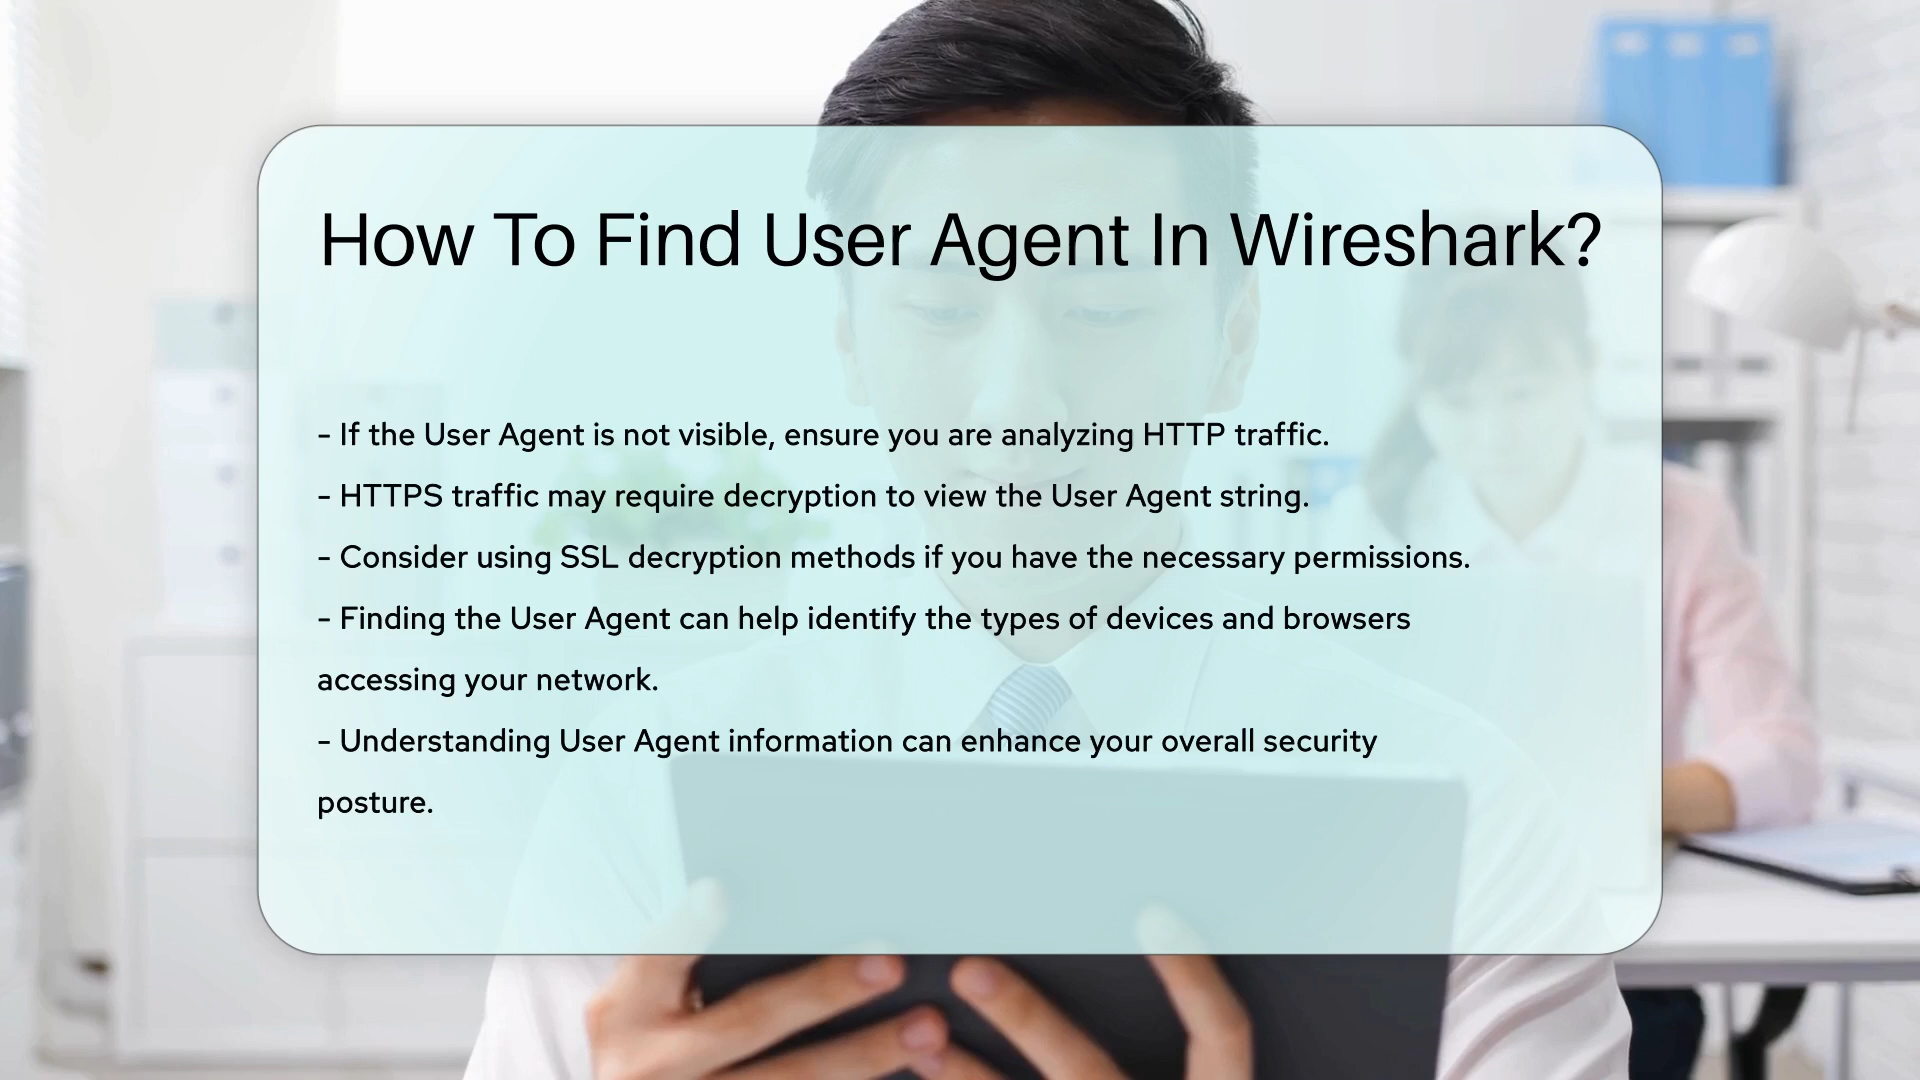 How To Find User Agent In Wireshark?
- If the User Agent is not visible, ensure you are analyzing HTTP traffic.
- HTTPS traffic may require decryption to view the User Agent string.
- Consider using SSL decryption methods if you have the necessary permissions.
- Finding the User Agent can help identify the types of devices and browsers
accessing your network.
- Understanding User Agent information can enhance your overall security
posture.